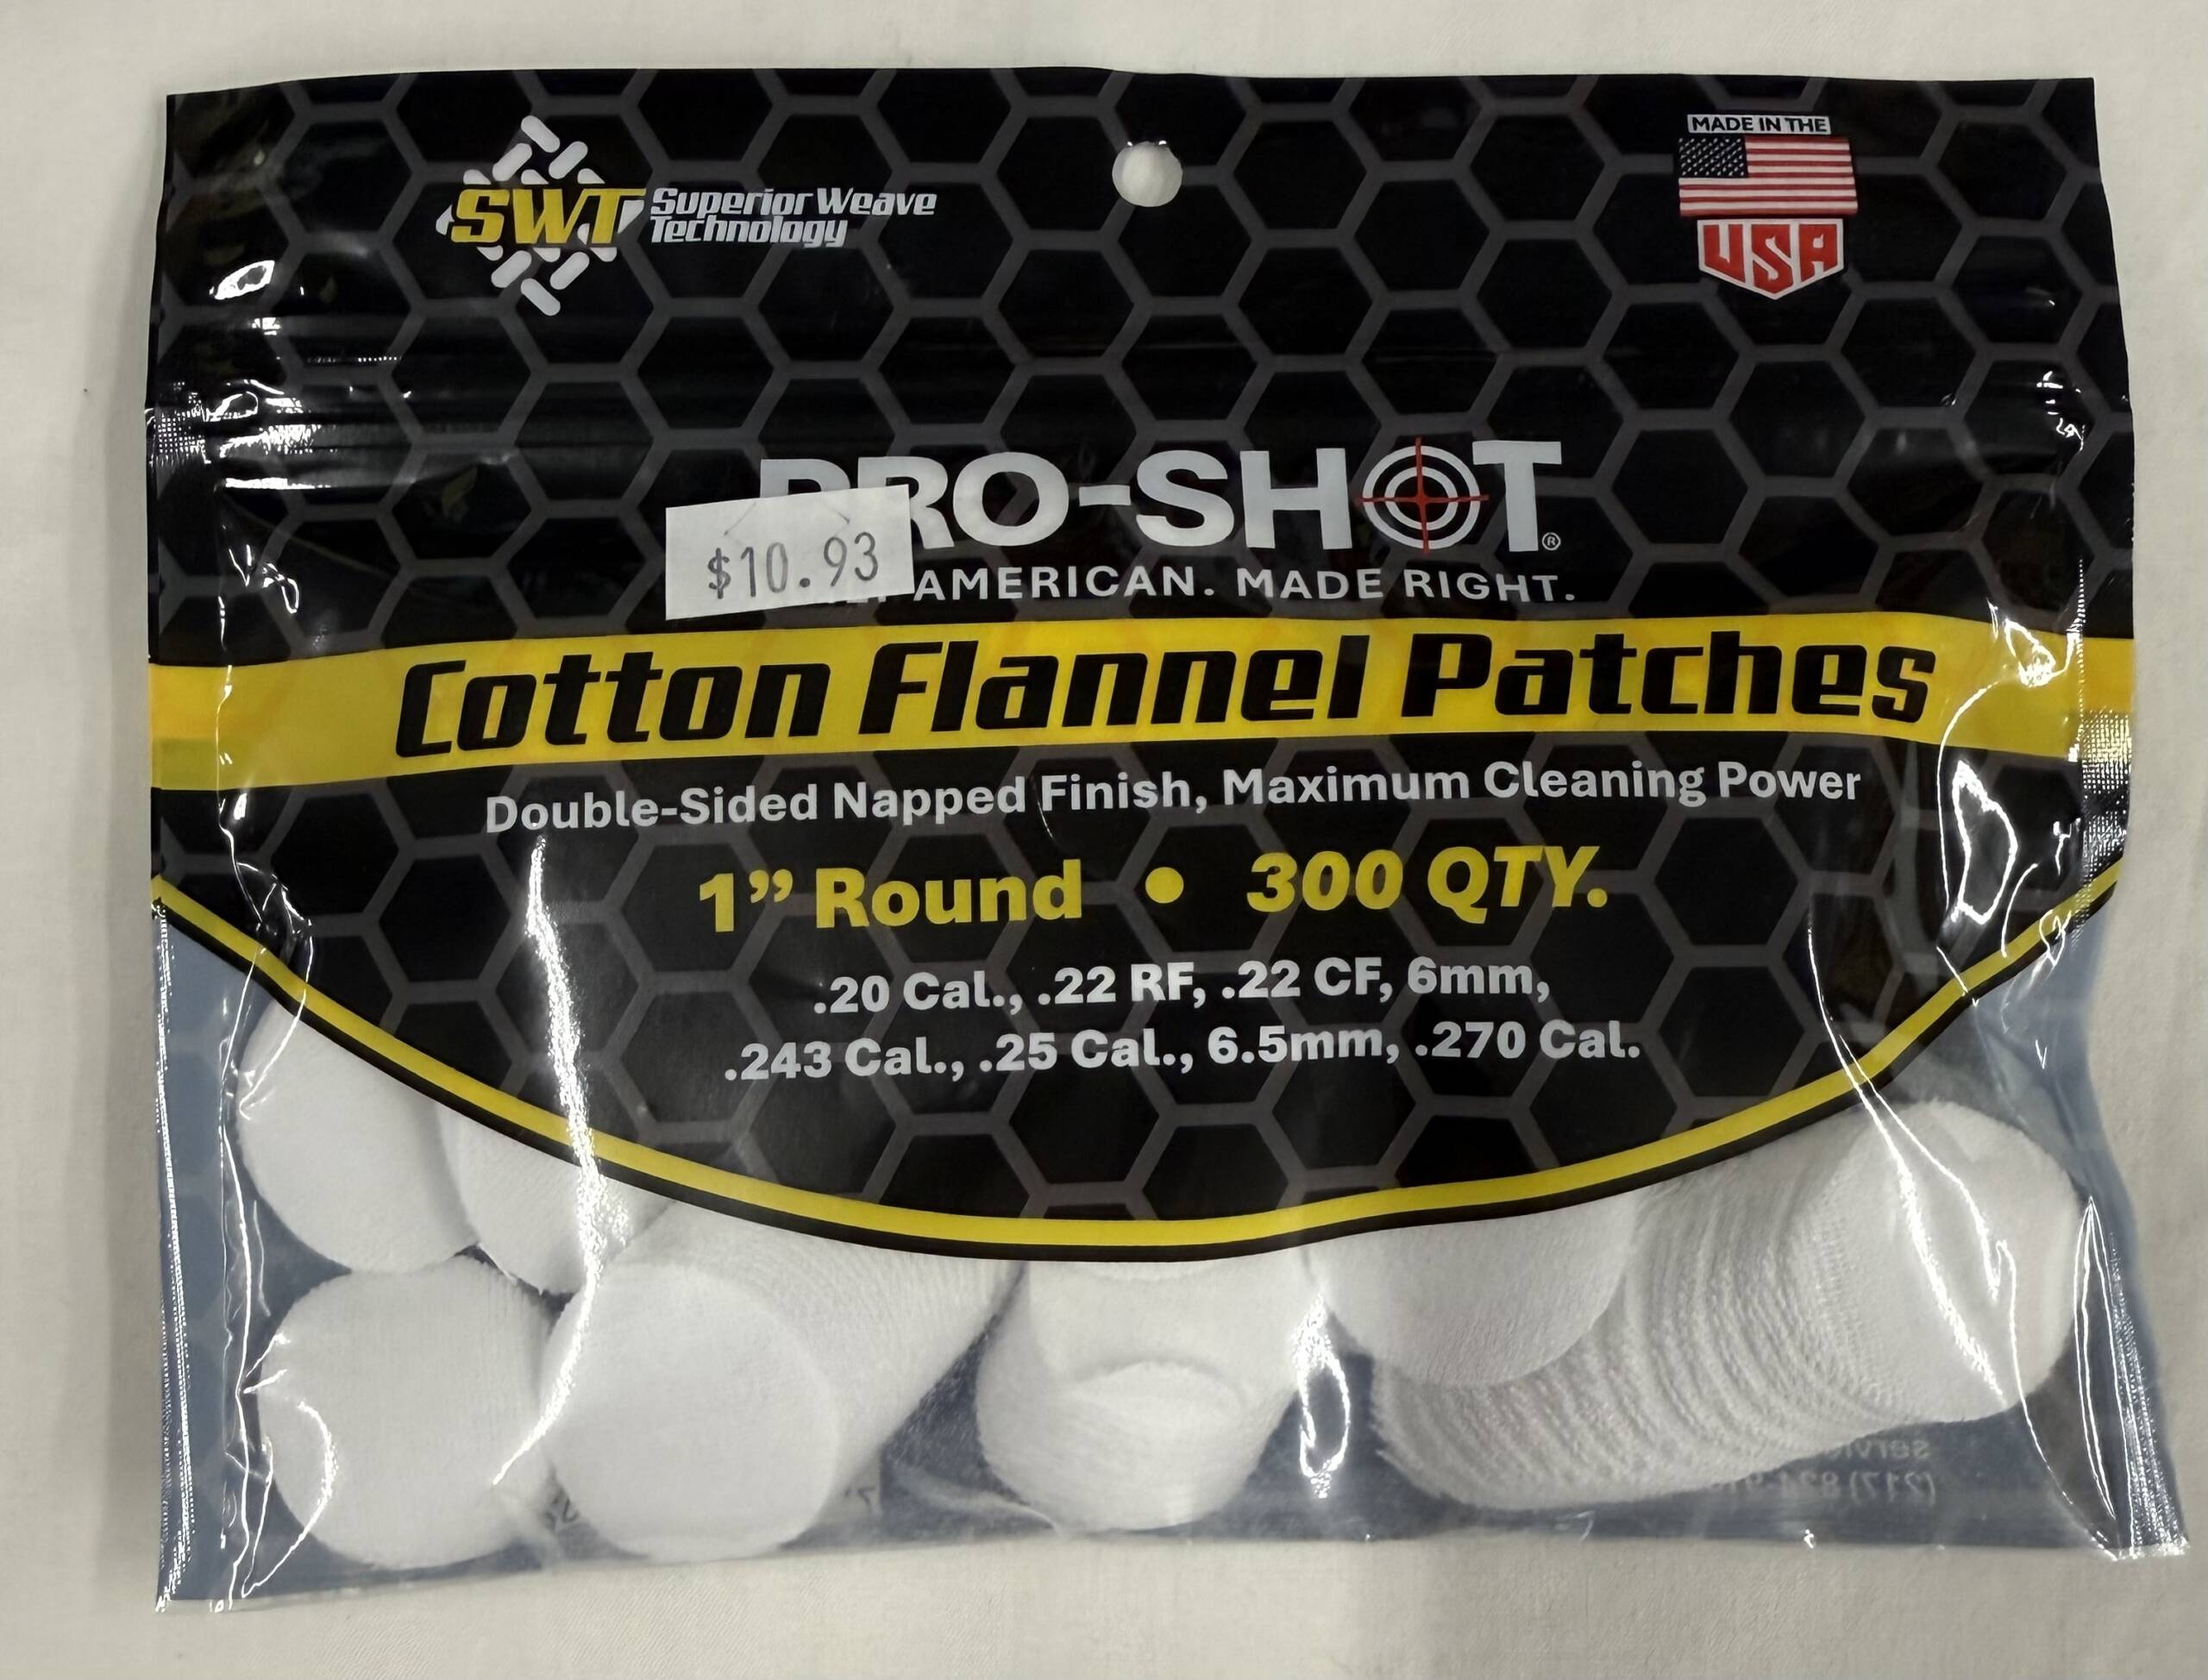 SWT Superior Weave
Technology
MADE IN THE
USA
PRO-SHOT®
$10.93
AMERICAN. MADE RIGHT.
Cotton Flannel Patches
Double-Sided Napped Finish, Maximum Cleaning Power
1” Round • 300 QTY.
.20 Cal., .22 RF, .22 CF, 6mm,
.243 Cal., .25 Cal., 6.5mm, .270 Cal.